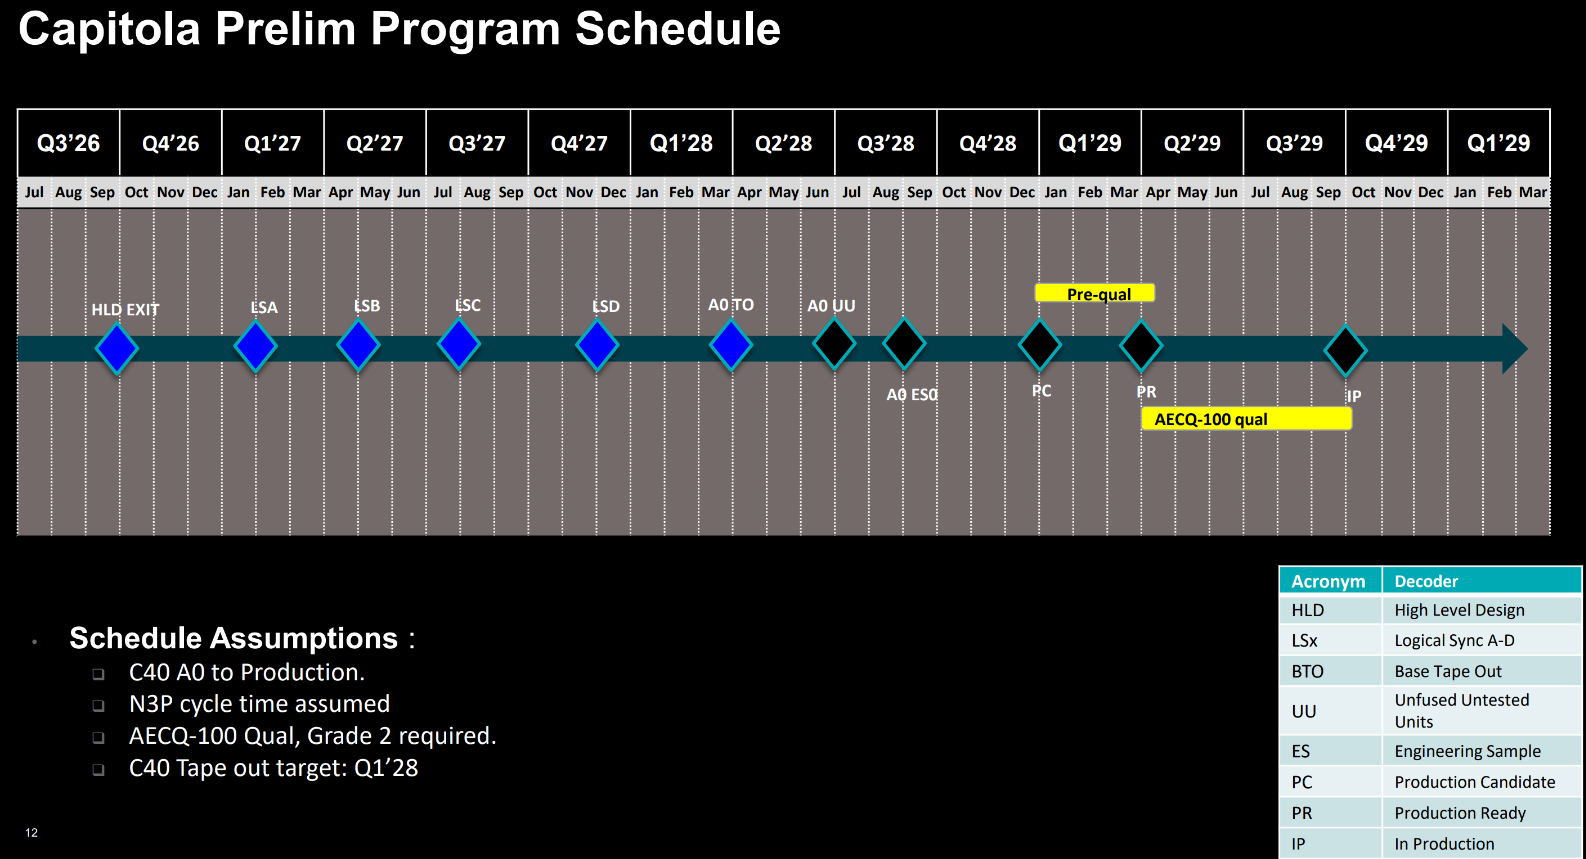 Capitola Prelim Program Schedule
Q3’26 Q4’26 Q1’27 Q2’27 Q3’27 Q4’27 Q1’28 Q2’28 Q3’28 Q4’28 Q1’29 Q2’29 Q3’29 Q4’29 Q1’29
Jul Aug Sep Oct Nov Dec Jan Feb Mar Apr May Jun Jul Aug Sep Oct Nov Dec Jan Feb Mar Apr May Jun Jul Aug Sep Oct Nov Dec Jan Feb Mar Apr May Jun Jul Aug Sep Oct Nov Dec Jan Feb Mar
Pre-qual
HLD EXIT LSA LSB LSC LSD A0 TO A0 UU
A0 ES0 PC PR IP
AECQ-100 qual
Schedule Assumptions :
C40 A0 to Production.
N3P cycle time assumed
AECQ-100 Qual, Grade 2 required.
C40 Tape out target: Q1’28
Acronym Decoder
HLD High Level Design
LSx Logical Sync A-D
BTO Base Tape Out
UU Unfused Untested
Units
ES Engineering Sample
PC Production Candidate
PR Production Ready
IP In Production
12